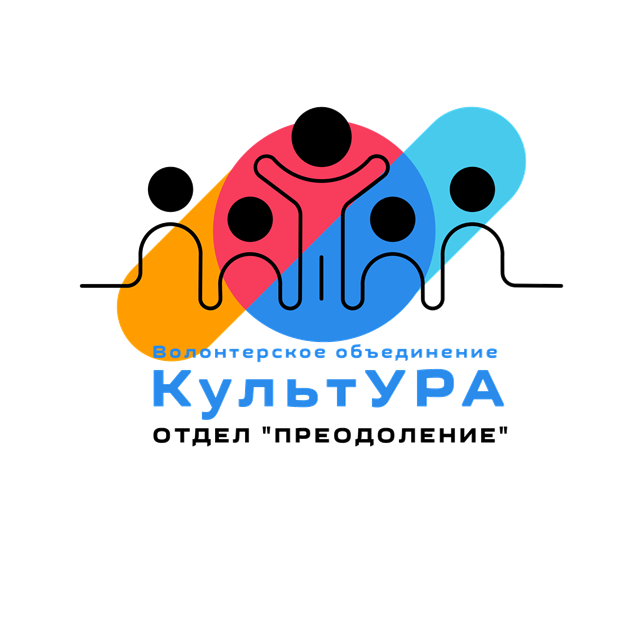 Волонтерское объединение
КультУРА
ОТДЕЛ "ПРЕОДОЛЕНИЕ"